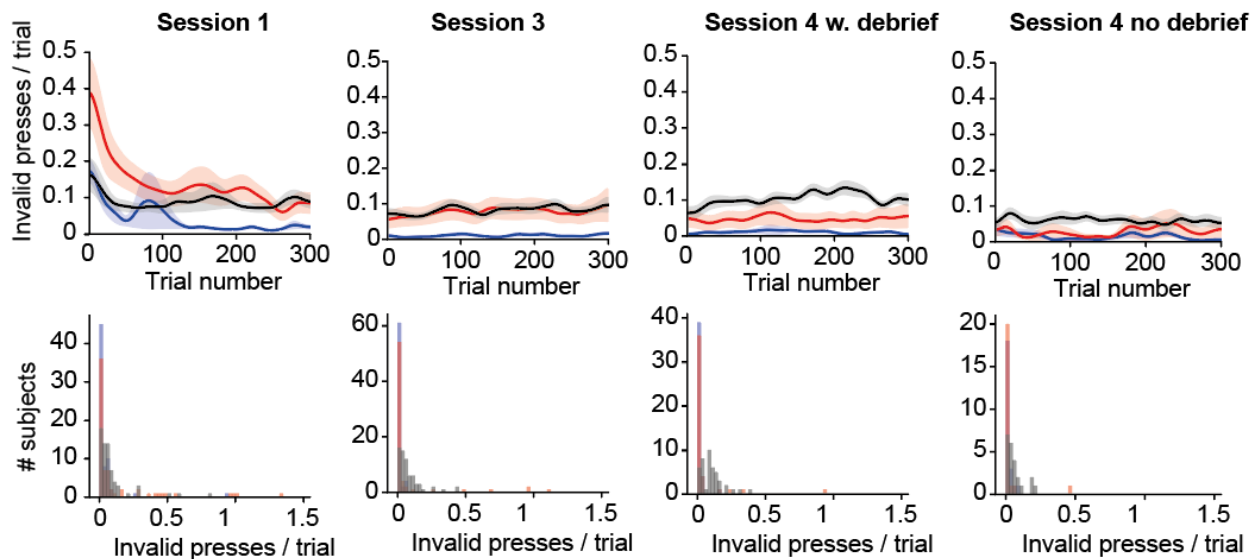 Session 1
Session 3
Session 4 w. debrief
Session 4 no debrief
Invalid presses / trial
0.5
0.4
0.3
0.2
0.1
0
0 100 200 300
Trial number
0.5
0.4
0.3
0.2
0.1
0
0 100 200 300
Trial number
0.5
0.4
0.3
0.2
0.1
0
0 100 200 300
Trial number
0.5
0.4
0.3
0.2
0.1
0
0 100 200 300
Trial number
# subjects
40
30
20
10
0
0 0.5 1 1.5
Invalid presses / trial
60
40
20
0
0 0.5 1 1.5
Invalid presses / trial
40
30
20
10
0
0 0.5 1 1.5
Invalid presses / trial
20
15
10
5
0
0 0.5 1 1.5
Invalid presses / trial